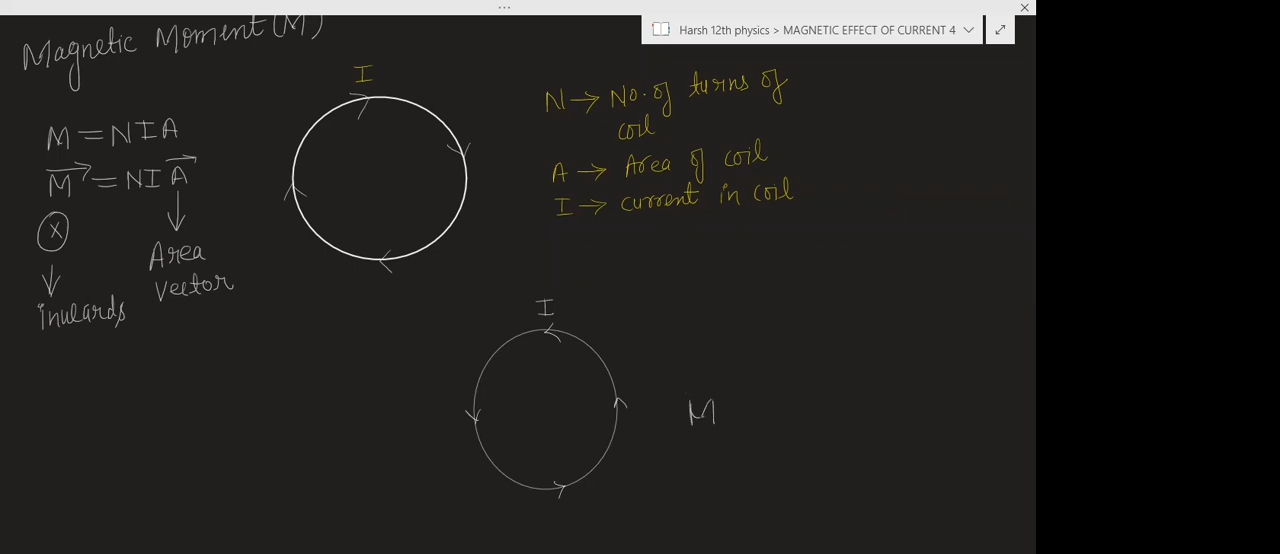 Harsh 12th physics > MAGNETIC EFFECT OF CURRENT 4
Magnetic Moment (M)
M = NIA
M = NI A
X
inwards
Area
Vector
I
N → No. of turns of
coil
A → Area of coil
I → current in coil
I
M